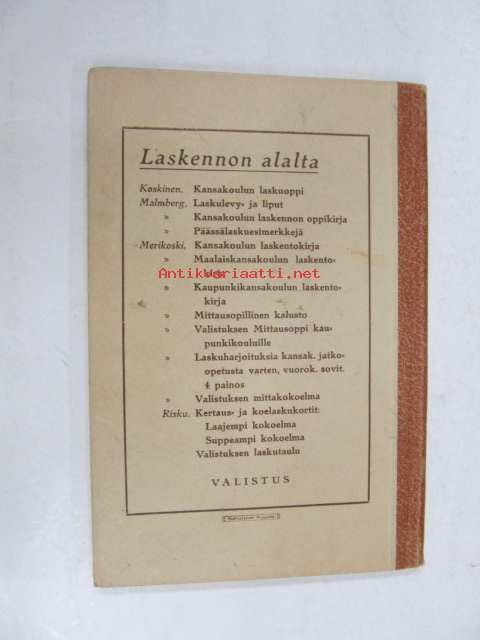 Laskennon alalta
Koskinen, Kansakoulun laskuoppi
Malmberg, Laskulevy- ja liput
» Kansakoulun laskennon oppikirja
» Päässälaskuesimerkkejä
Merikoski, Kansakoulun laskentokirja
» Maalaiskansakoulun laskento-
kirja
Antikvariaatti.net
» Kaupunkikansakoulun laskento-
kirja
» Mittausopillinen kalusto
» Valistuksen Mittausoppi kau-
punkikouluille
» Laskuharjoituksia kansak. jatko-
opetusta varten, vuorok. sovit.
4 painos
» Valistuksen mittakokoelma
Risku. Kertaus- ja koelaskukortit:
Laajempi kokoelma
Suppeampi kokoelma
Valistuksen laskutaulu
VALISTUS